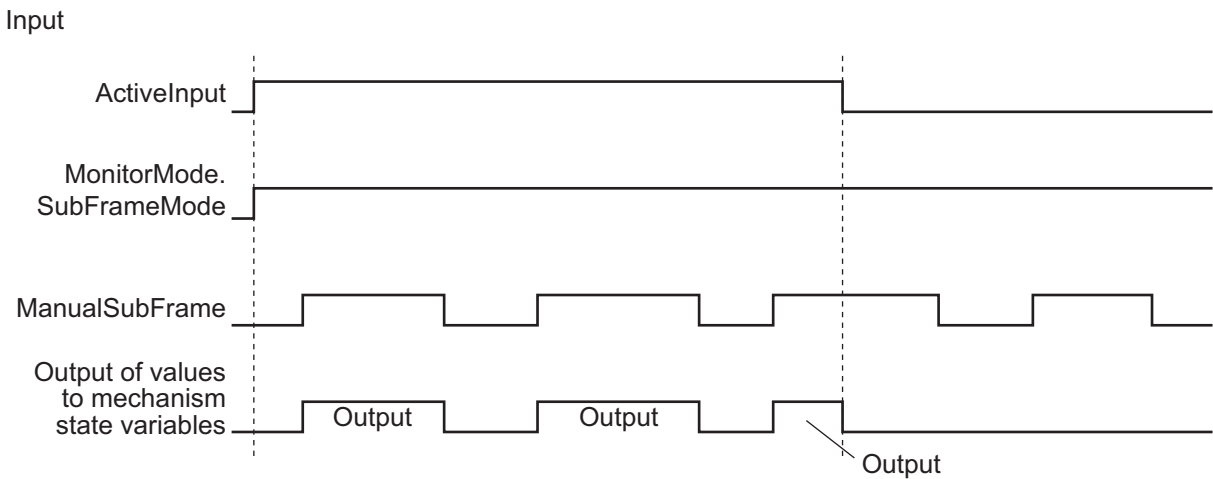 Input
ActiveInput
MonitorMode.
SubFrameMode
ManualSubFrame
Output of values
to mechanism
state variables
Output
Output
Output